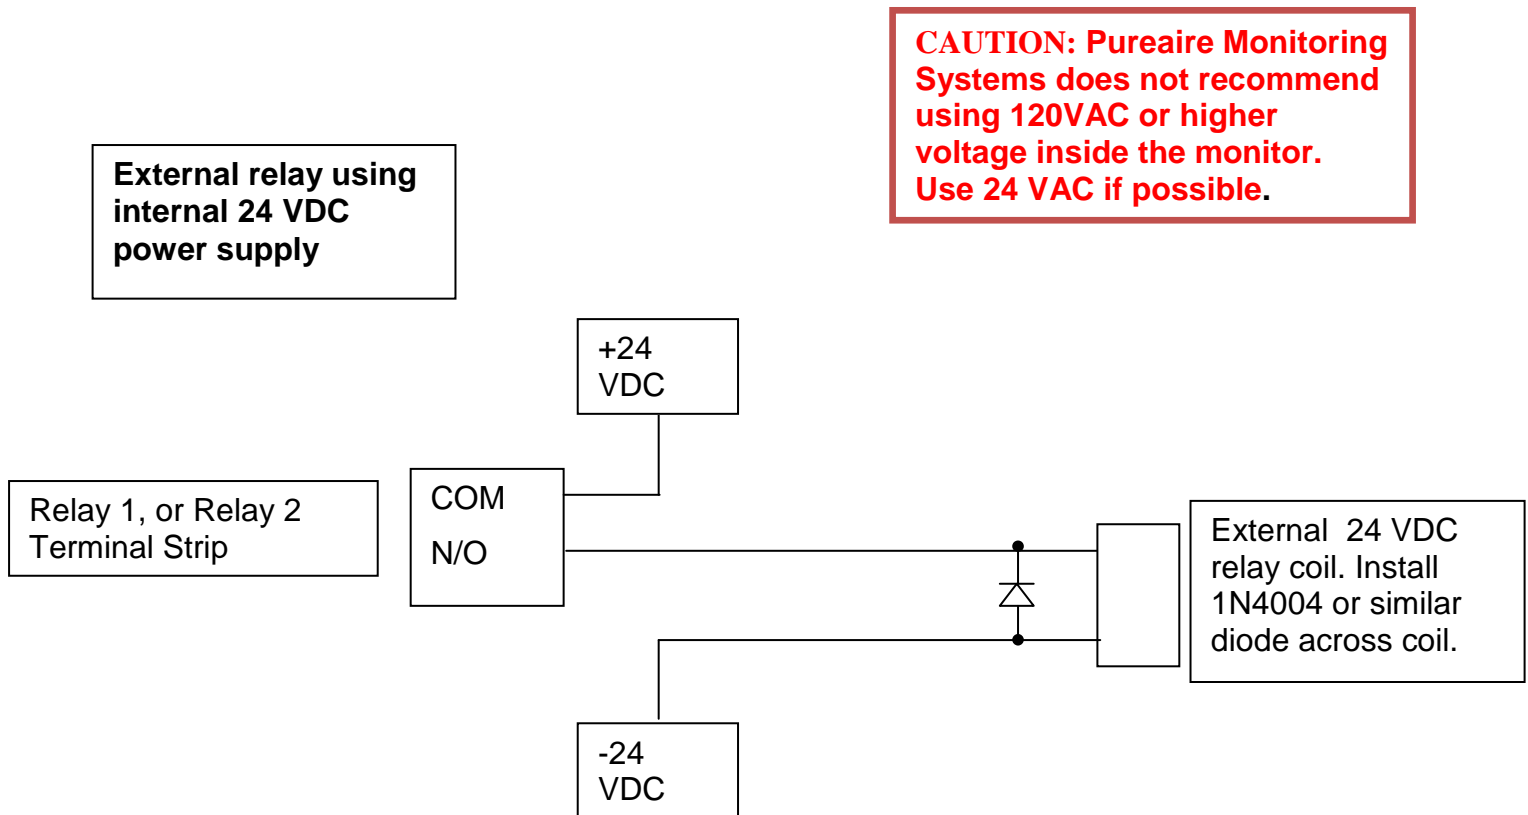 CAUTION: Pureaire Monitoring
Systems does not recommend
using 120VAC or higher
voltage inside the monitor.
Use 24 VAC if possible.
External relay using
internal 24 VDC
power supply
+24
VDC
Relay 1, or Relay 2
Terminal Strip
COM
N/O
External 24 VDC
relay coil. Install
1N4004 or similar
diode across coil.
-24
VDC